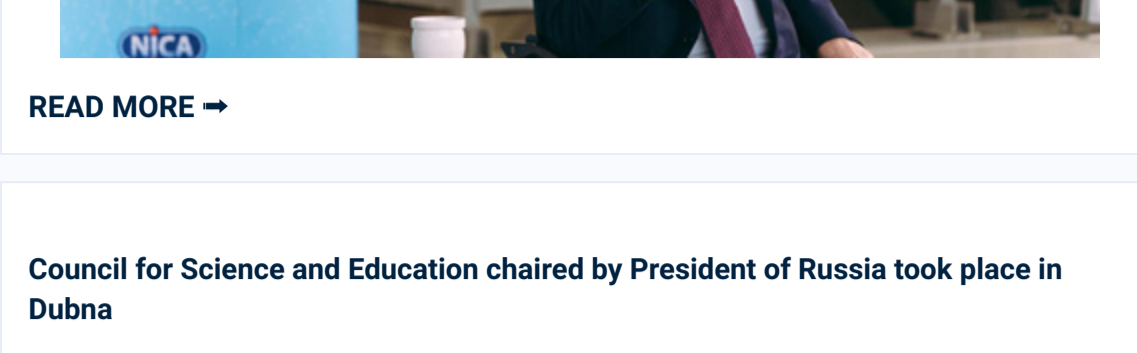 NICA
READ MORE ➡
Council for Science and Education chaired by President of Russia took place in
Dubna